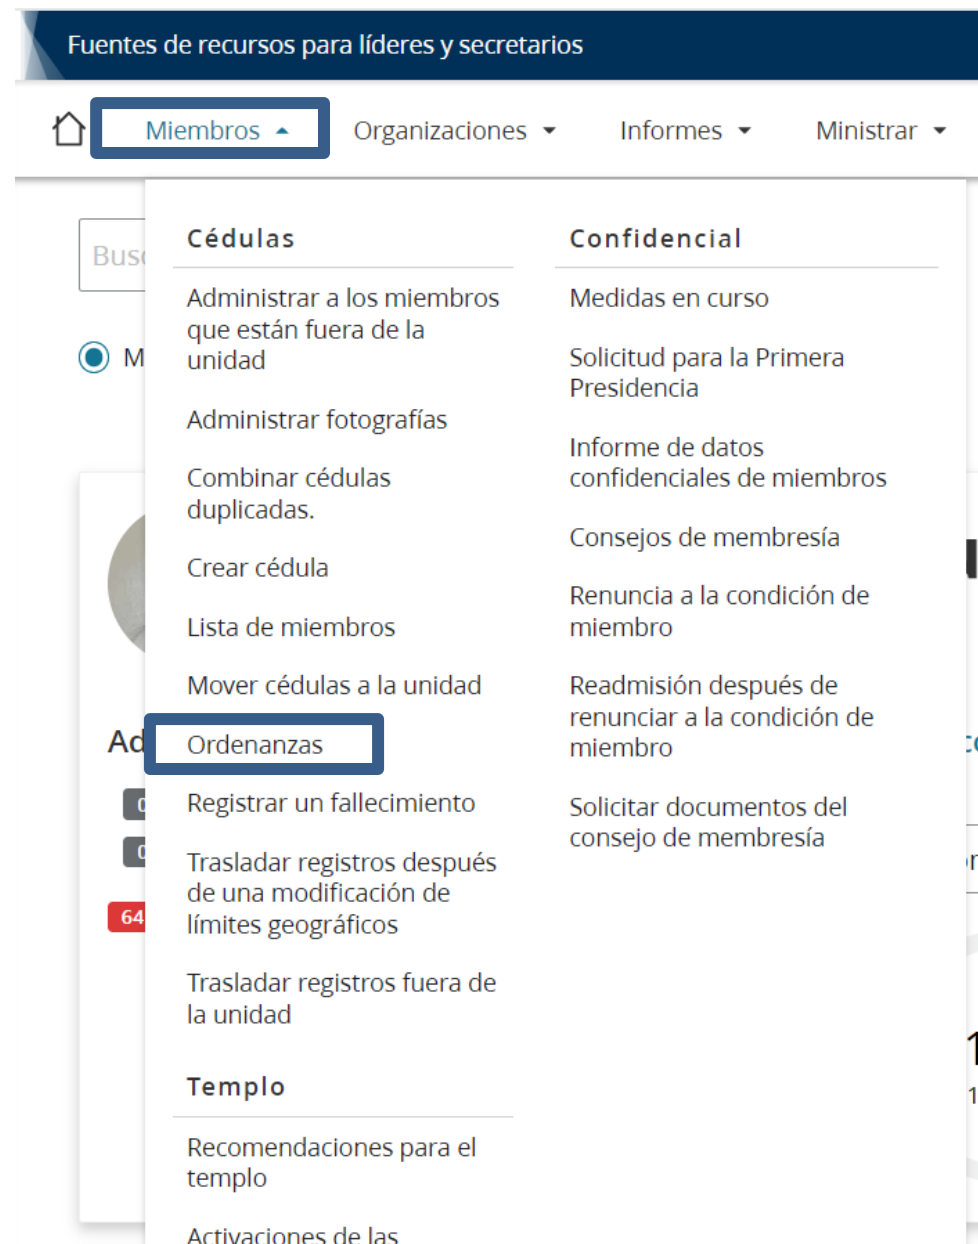 Fuentes de recursos para líderes y secretarios
Miembros
Organizaciones
Informes
Ministrar
Cédulas
Administrar a los miembros
que están fuera de la
unidad
Administrar fotografías
Combinar cédulas
duplicadas.
Crear cédula
Lista de miembros
Mover cédulas a la unidad
Ordenanzas
Registrar un fallecimiento
Trasladar registros después
de una modificación de
límites geográficos
Trasladar registros fuera de
la unidad
Templo
Recomendaciones para el
templo
Activaciones de las
Confidencial
Medidas en curso
Solicitud para la Primera
Presidencia
Informe de datos
confidenciales de miembros
Consejos de membresía
Renuncia a la condición de
miembro
Readmisión después de
renunciar a la condición de
miembro
Solicitar documentos del
consejo de membresía
64